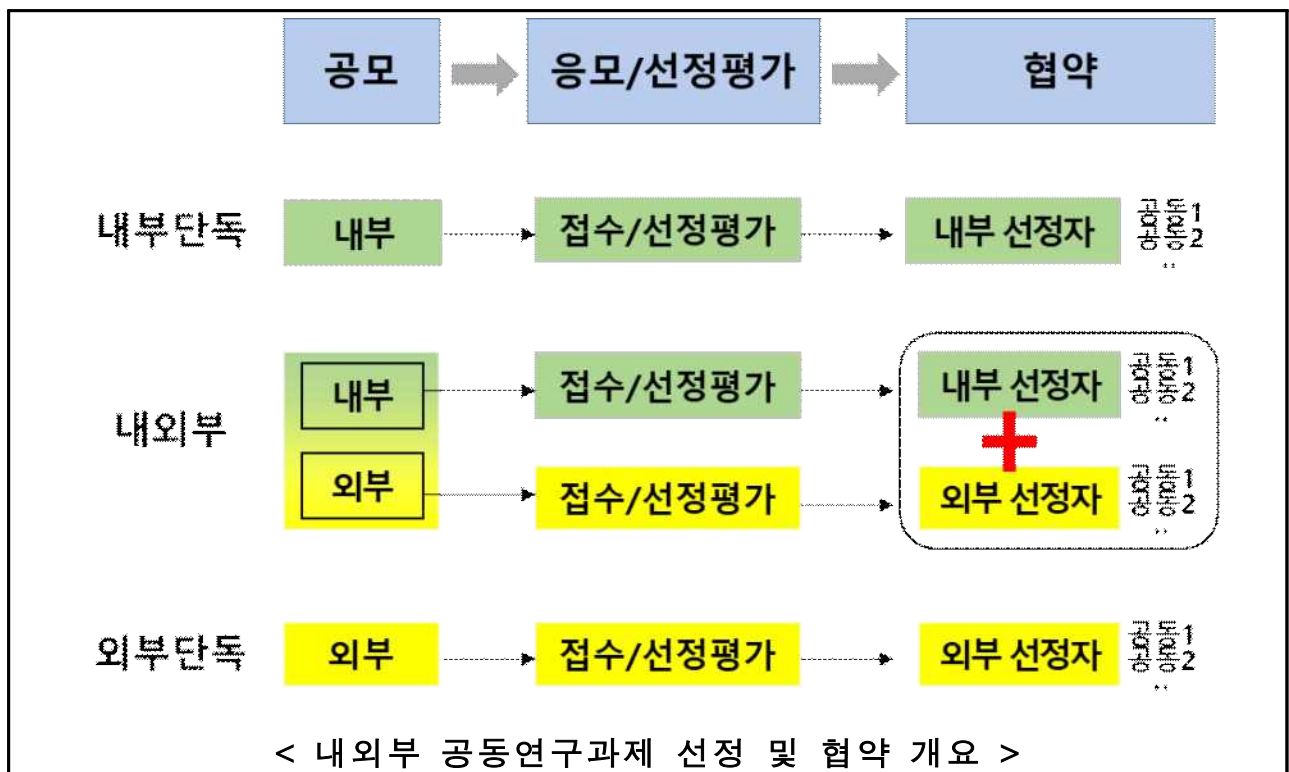 공모 응모/선정평가 협약
내부단독 내부 접수/선정평가 내부 선정자 공동1
공동2
..
내외부
내부 접수/선정평가 내부 선정자 공동1
공동2
..
+
외부 접수/선정평가 외부 선정자 공동1
공동2
..
외부단독 외부 접수/선정평가 외부 선정자 공동1
공동2
..
< 내외부 공동연구과제 선정 및 협약 개요 >